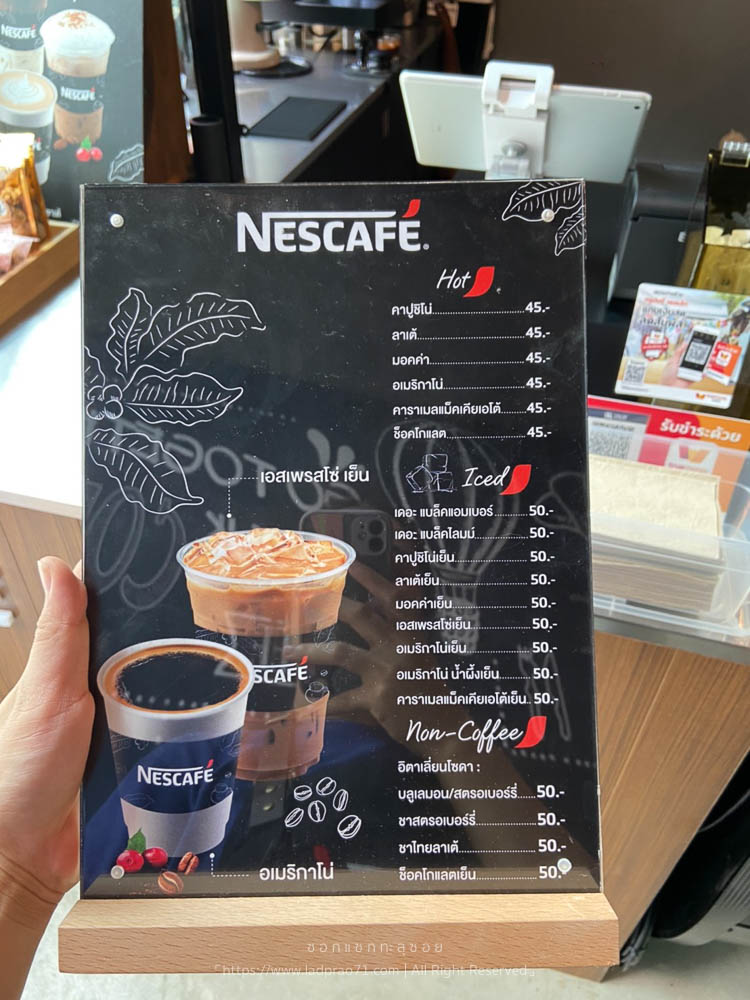 NESCAFÉ
NESCAFÉ
NESCAFÉ.
Hot
คาปูชิโน่....................45.-
ลาเต้....................45.-
มอคค่า....................45.-
อเมริกาโน่....................45.-
คาราเมลแม็คเคียเอโต้.......45.-
ช็อคโกแลต....................45.-
เอสเพรสโซ่ เย็น
Iced
เดอะ แบล็คแอมเบอร์.........50.-
เดอะ แบล็คไลมม์..............50.-
คาปูชิโน่เย็น....................50.-
ลาเต้เย็น....................50.-
มอคค่าเย็น....................50.-
เอสเพรสโซ่เย็น................50.-
อเมริกาโน่เย็น................50.-
อเมริกาโน่ น้ำผึ้งเย็น........50.-
คาราเมลแม็คเคียเอโต้เย็น..50.-
Non-Coffee
อิตาเลี่ยนโซดา :
บลูเลมอน/สตรอเบอร์รี่.....50.-
ชาสตรอเบอร์รี่................50.-
ชาไทยลาเต้....................50.-
ช็อคโกแลตเย็น................50.-
SCAFÉ
NESCAFÉ
อเมริกาโน่
รับชำระด้วย
ซอกแซกทะลุซอย
https://www.ladprao71.com | All Right Reserved